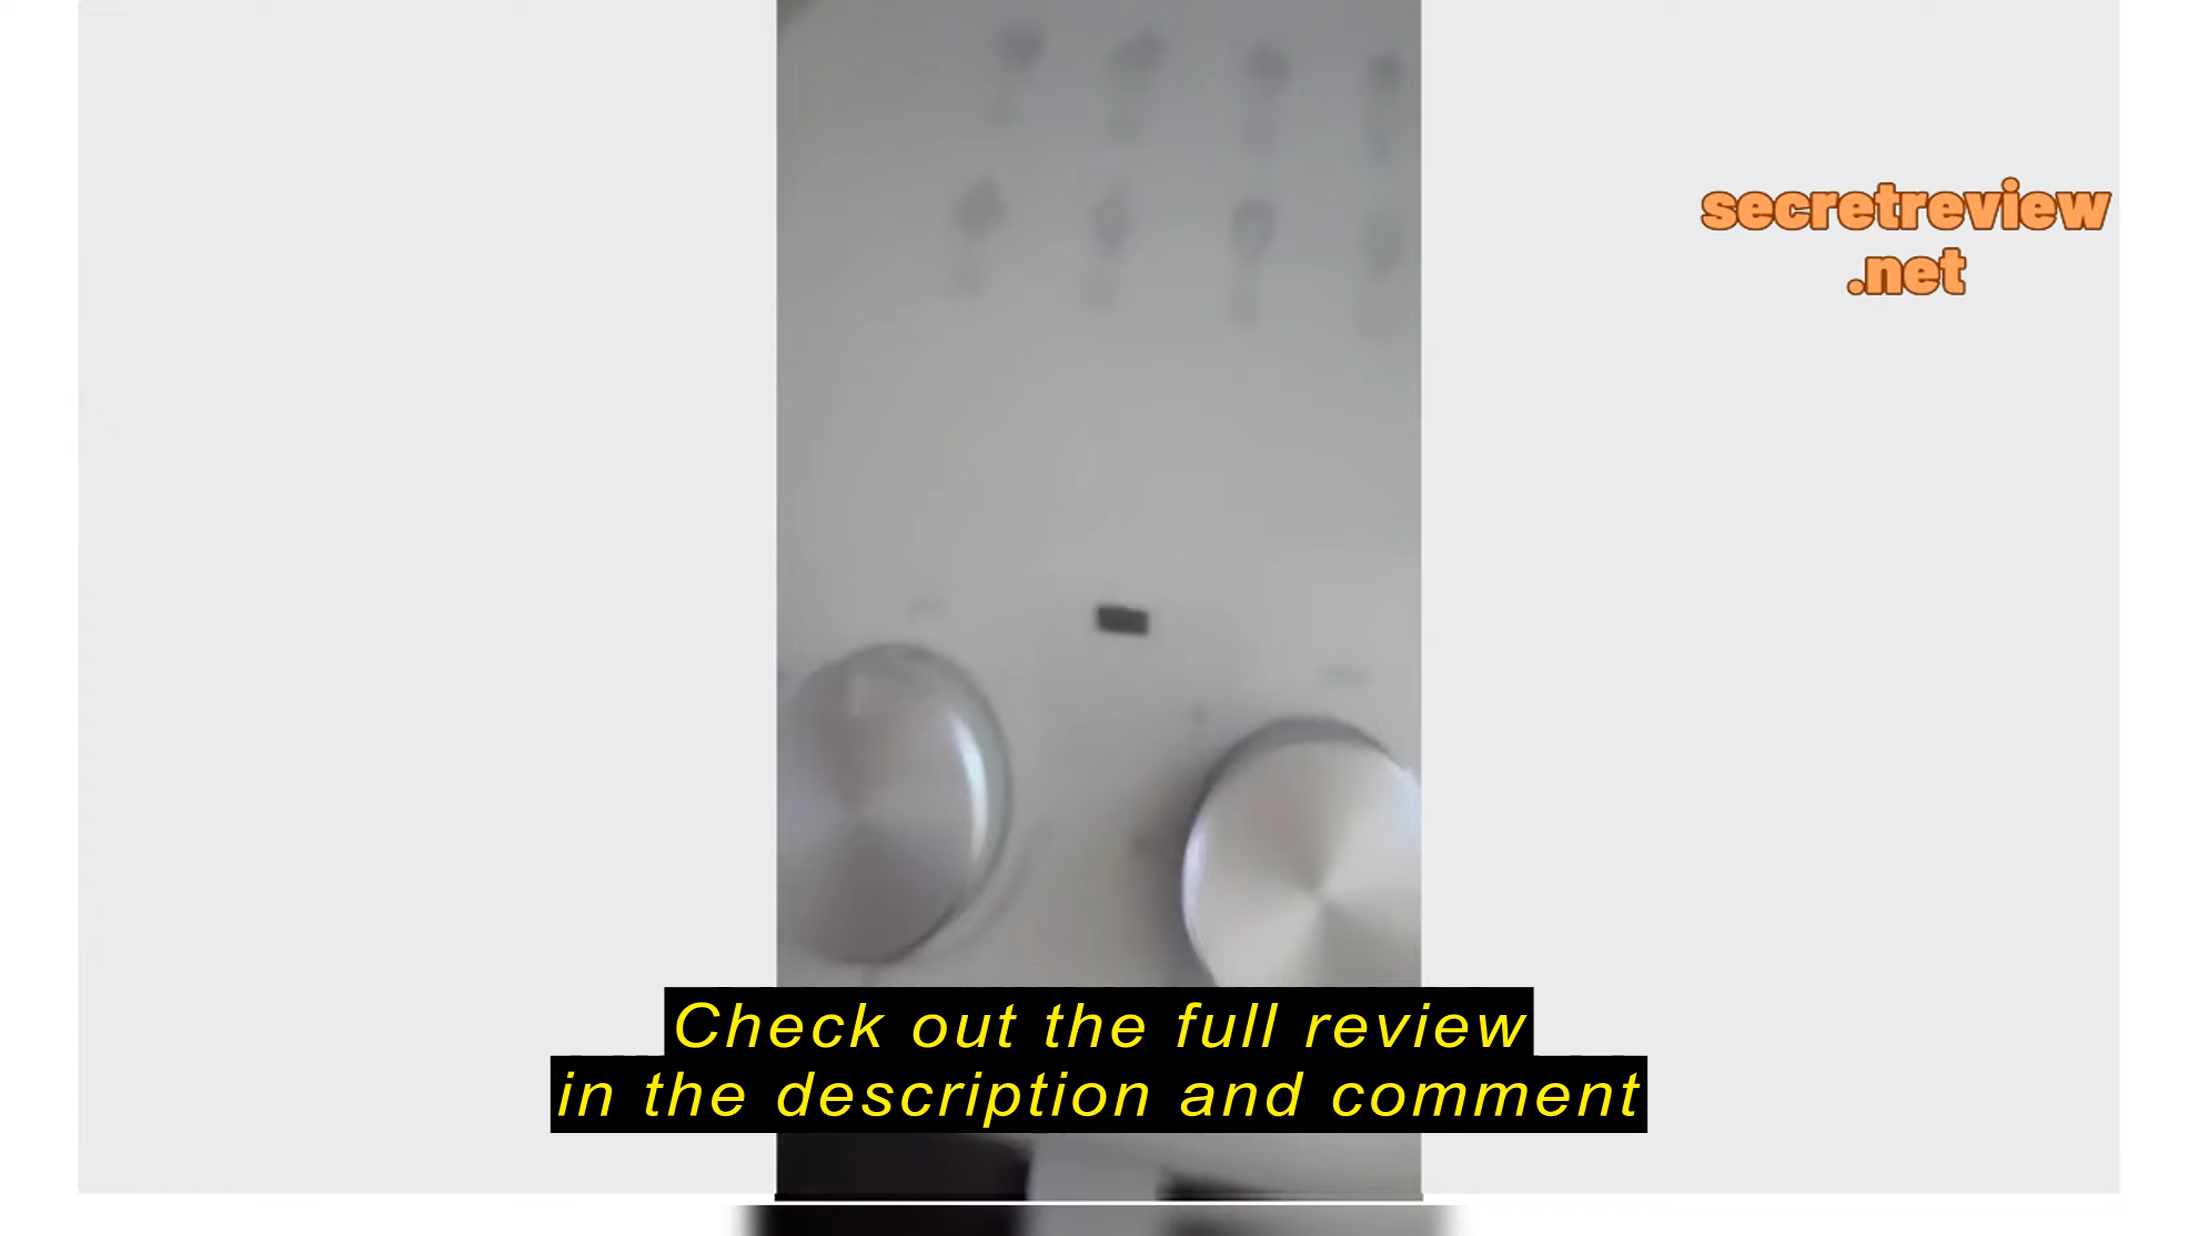 secretreview
.net
Check out the full review
in the description and comment